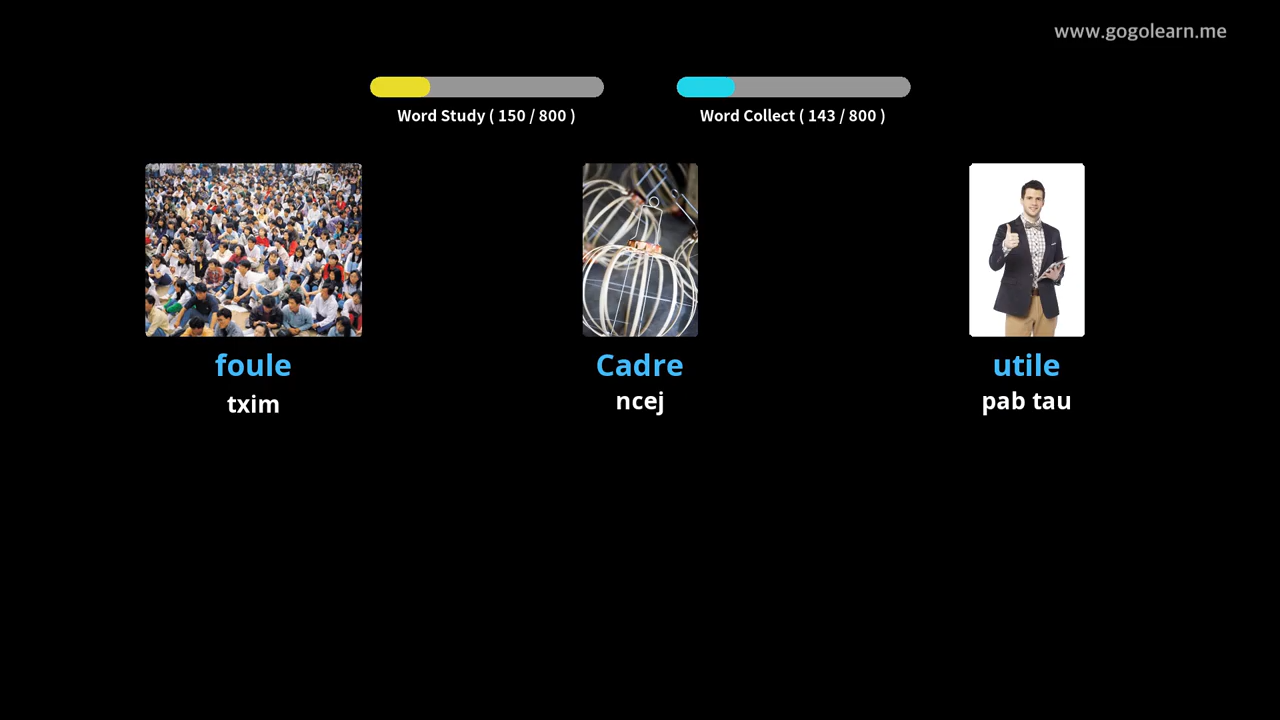 www.gogolearn.me
Word Study ( 150 / 800 )
Word Collect ( 143 / 800 )
foule
txim
Cadre
ncej
utile
pab tau